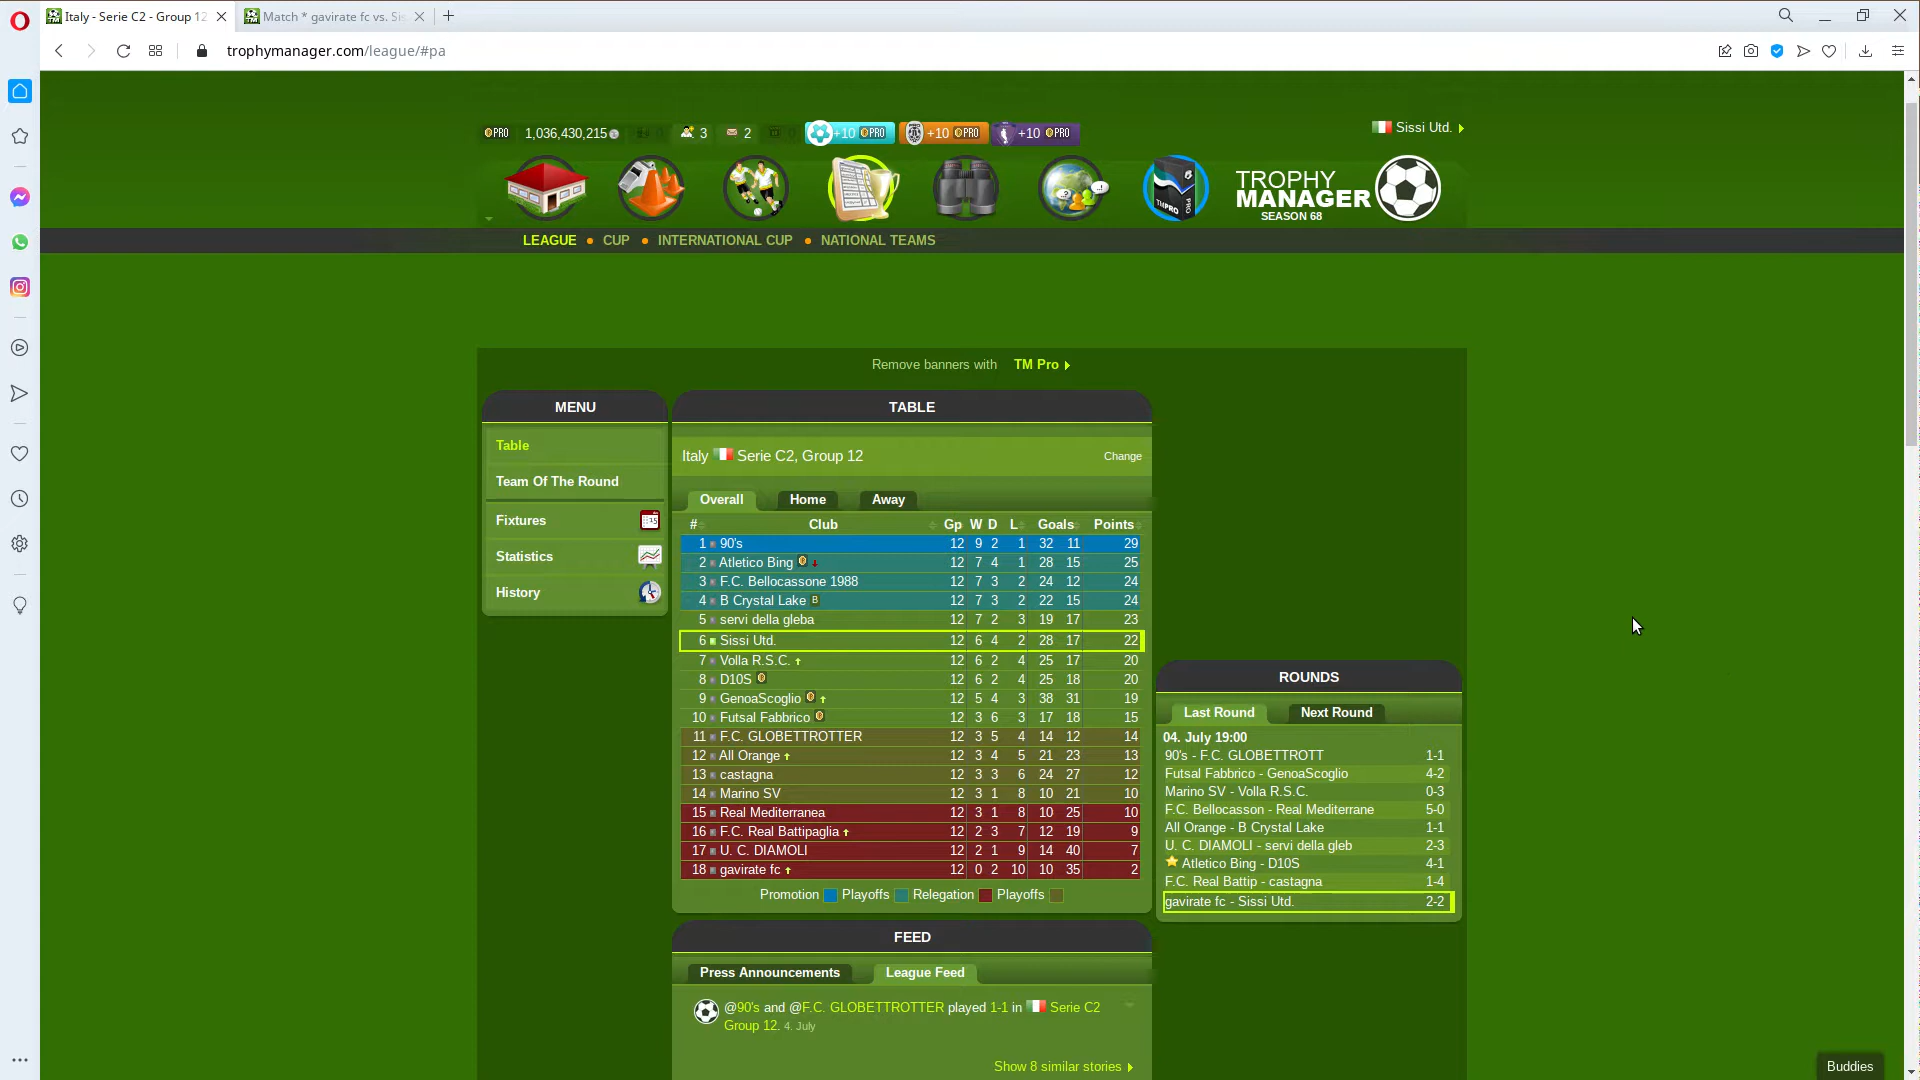 Italy - Serie C2 - Group 12
Match * gavirate fc vs. Sis
trophymanager.com/league/#pa
PRO 1,036,430,215 0 3 2 0 +10 PRO +10 PRO +10 PRO
Sissi Utd.
TROPHY
MANAGER
SEASON 68
LEAGUE CUP INTERNATIONAL CUP NATIONAL TEAMS
Remove banners with TM Pro
MENU
Table
Team Of The Round
Fixtures
Statistics
History
TABLE
Italy Serie C2, Group 12 Change
Overall Home Away
# Club Gp W D L Goals Points
1 90's 12 9 2 1 32 11 29
2 Atletico Bing 12 7 4 1 28 15 25
3 F.C. Bellocassone 1988 12 7 3 2 24 12 24
4 B Crystal Lake B 12 7 3 2 22 15 24
5 servi della gleba 12 7 2 3 19 17 23
6 Sissi Utd. 12 6 4 2 28 17 22
7 Volla R.S.C. 12 6 2 4 25 17 20
8 D10S 12 6 2 4 25 18 20
9 GenoaScoglio 12 5 4 3 38 31 19
10 Futsal Fabbrico 12 3 6 3 17 18 15
11 F.C. GLOBETTROTTER 12 3 5 4 14 12 14
12 All Orange 12 3 4 5 21 23 13
13 castagna 12 3 3 6 24 27 12
14 Marino SV 12 3 1 8 10 21 10
15 Real Mediterranea 12 3 1 8 10 25 10
16 F.C. Real Battipaglia 12 2 3 7 12 19 9
17 U. C. DIAMOLI 12 2 1 9 14 40 7
18 gavirate fc 12 0 2 10 10 35 2
Promotion Playoffs Relegation Playoffs
ROUNDS
Last Round Next Round
04. July 19:00
90's - F.C. GLOBETTROTT 1-1
Futsal Fabbrico - GenoaScoglio 4-2
Marino SV - Volla R.S.C. 0-3
F.C. Bellocasson - Real Mediterrane 5-0
All Orange - B Crystal Lake 1-1
U. C. DIAMOLI - servi della gleb 2-3
Atletico Bing - D10S 4-1
F.C. Real Battip - castagna 1-4
gavirate fc - Sissi Utd. 2-2
FEED
Press Announcements League Feed
@90's and @F.C. GLOBETTROTTER played 1-1 in Serie C2
Group 12. 4. July
Show 8 similar stories
Buddies